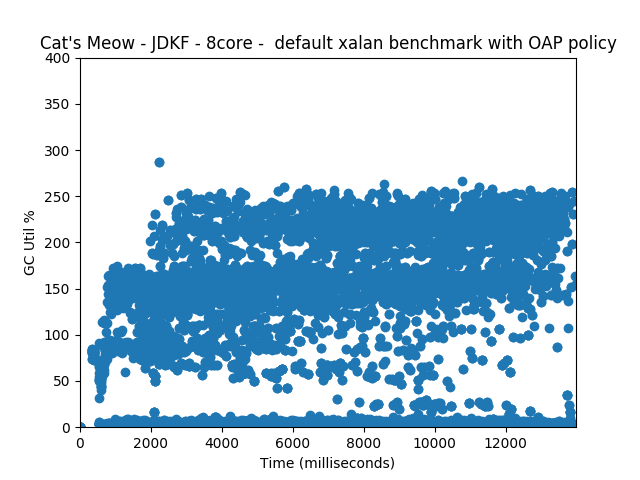 Cat's Meow - JDKF - 8core -  default xalan benchmark with OAP policy
400
350
300
250
200
150
100
50
0
GC Util %
0 2000 4000 6000 8000 10000 12000
Time (milliseconds)